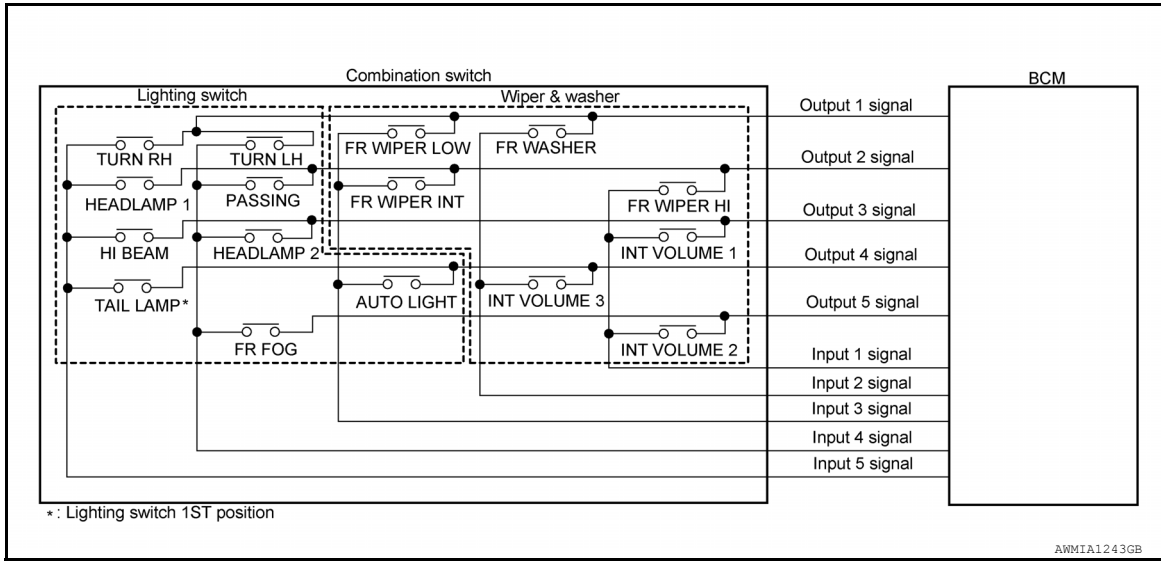 Combination switch
BCM
Lighting switch
Wiper & washer
Output 1 signal
TURN RH
TURN LH
FR WIPER LOW
FR WASHER
Output 2 signal
HEADLAMP 1
PASSING
FR WIPER INT
FR WIPER HI
Output 3 signal
HI BEAM
HEADLAMP 2
INT VOLUME 1
Output 4 signal
TAIL LAMP*
AUTO LIGHT
INT VOLUME 3
Output 5 signal
FR FOG
INT VOLUME 2
Input 1 signal
Input 2 signal
Input 3 signal
Input 4 signal
Input 5 signal
*: Lighting switch 1ST position
AWMIA1243GB